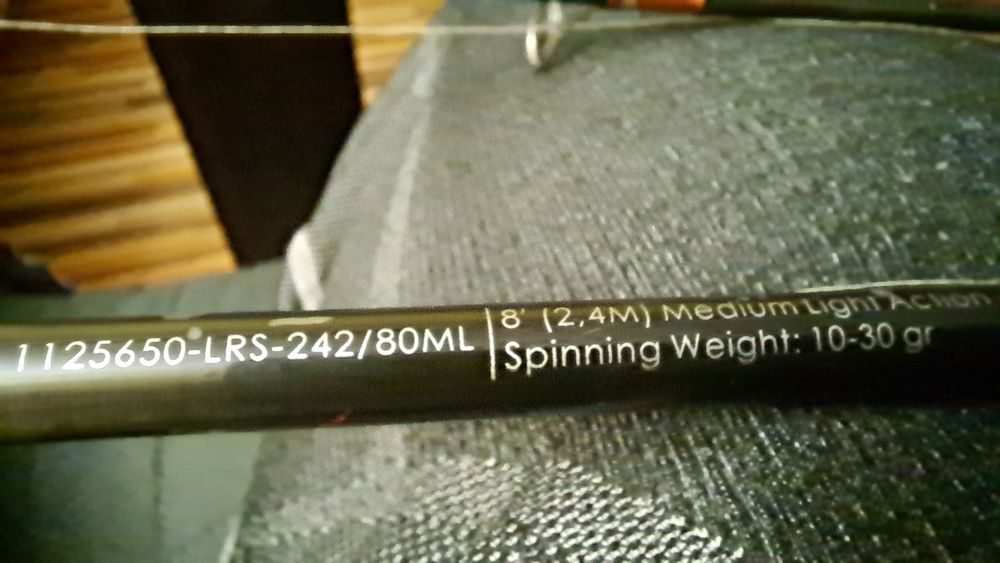 1125650-LRS-242/80ML
8' (2,4M) Medium Light Action
Spinning Weight: 10-30 gr